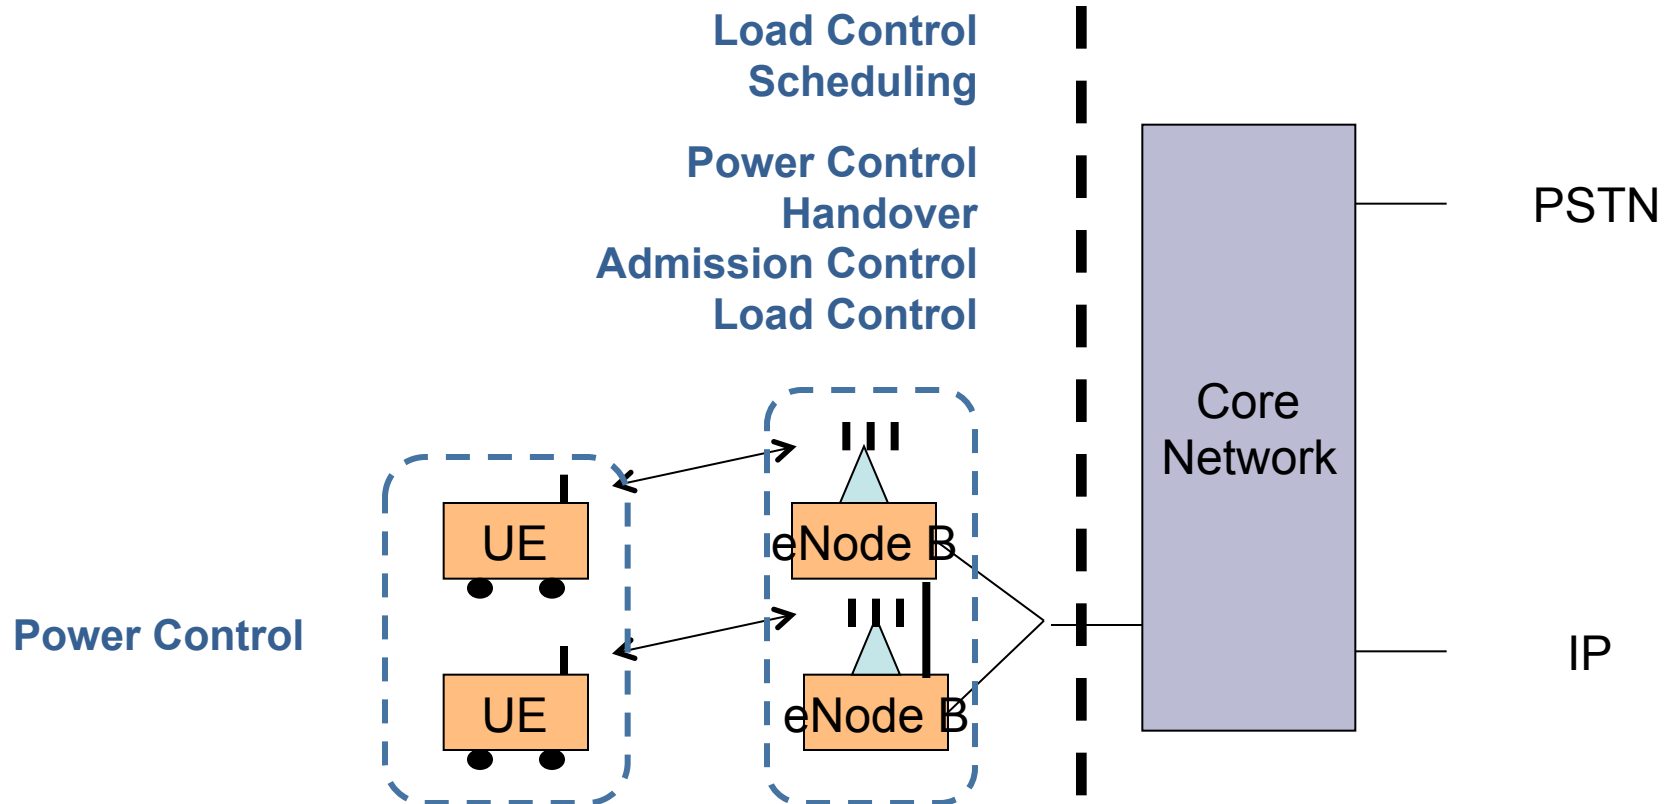 Load Control
Scheduling
Power Control
Handover
Admission Control
Load Control
PSTN
Core
Network
UE
eNode B
Power Control
IP
UE
eNode B